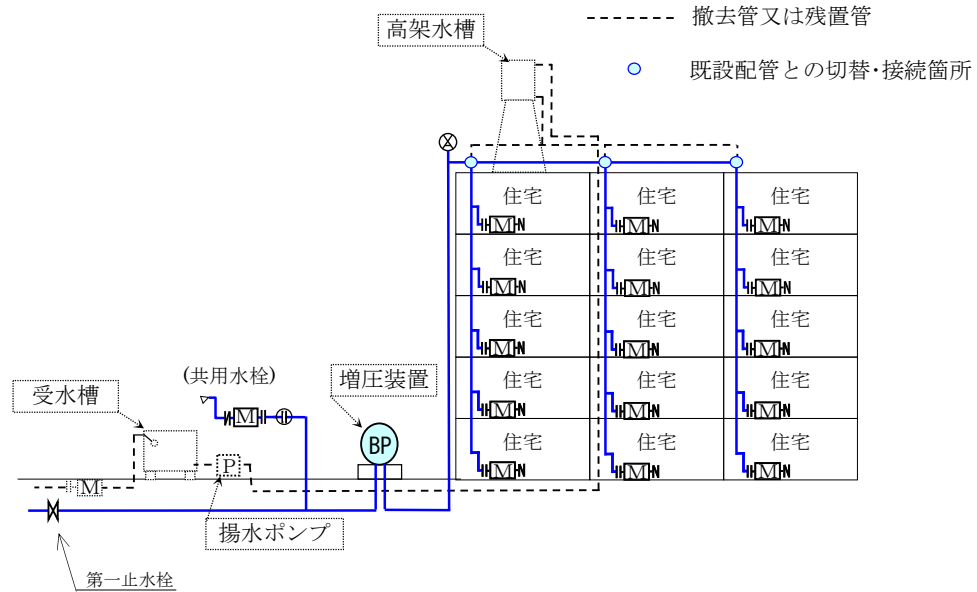 撤去管又は残置管
高架水槽
既設配管との切替・接続箇所
住宅 住宅 住宅
M M M
住宅 住宅 住宅
M M M
住宅 住宅 住宅
M M M
(共用水栓)
増圧装置
住宅 住宅 住宅
受水槽
M M M M
BP
住宅 住宅 住宅
P
M M M
M
揚水ポンプ
第一止水栓